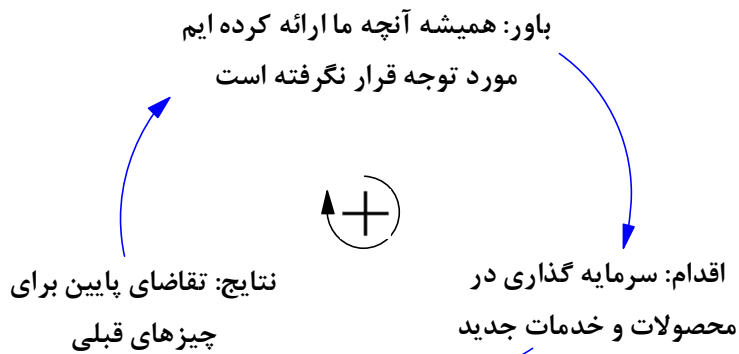 باور: همیشه آنچه ما ارائه کرده ایم
مورد توجه قرار نگرفته است
+
اقدام: سرمایه گذاری در
محصولات و خدمات جدید
نتایج: تقاضای پایین برای
چیزهای قبلی